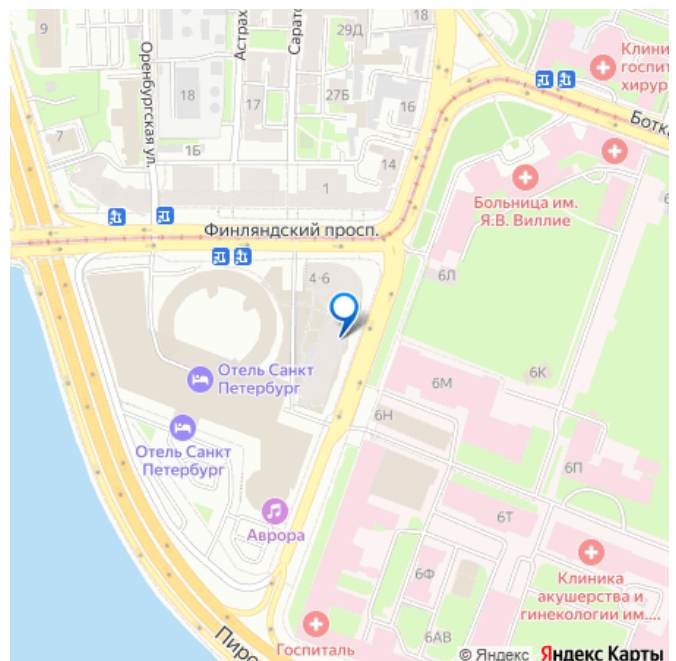 9
Оренбургская ул.
Астрах
Сарато
29Д
18
Клини
госпит
хирур
18
17
27Б
16
Ботк
7
1Б
14
1
Больница им.
Я.В. Виллие
Финляндский просп.
4-6
6Л
Отель Санкт
Петербург
6М
6К
6Н
Отель Санкт
Петербург
6П
Аврора
6Т
6Ф
Клиника
акушерства и
гинекологии им....
6АВ
Пиро
Госпиталь
© Яндекс Яндекс Карты